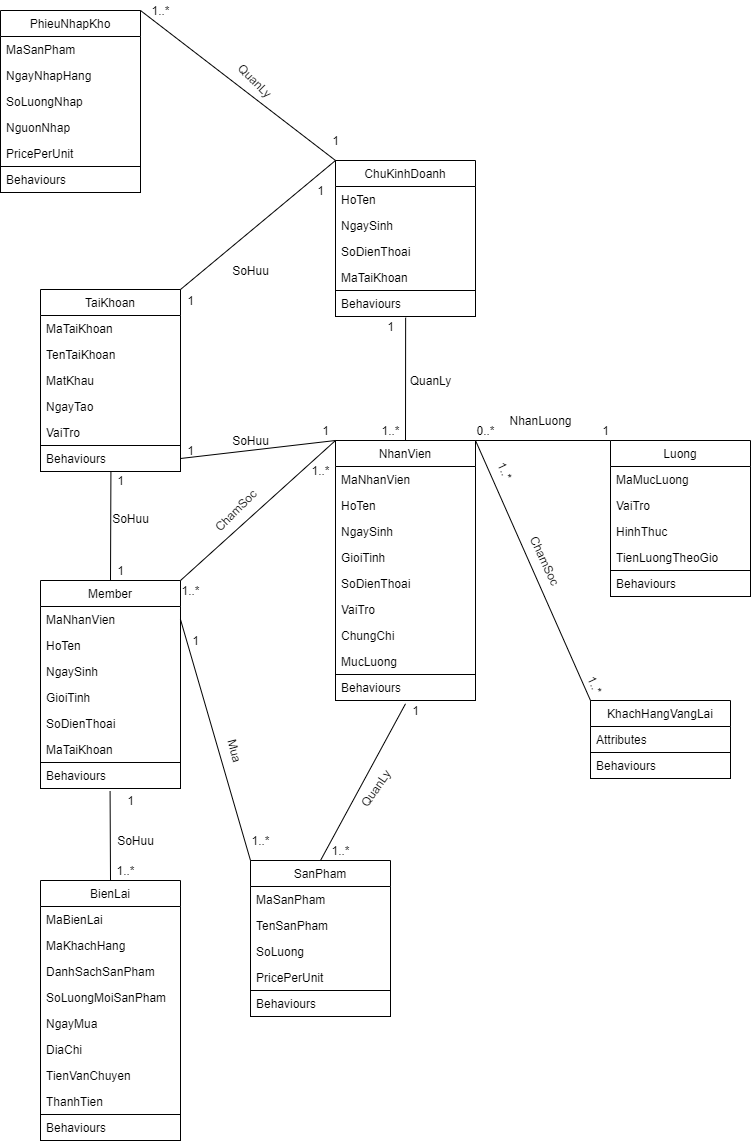 PhieuNhapKho
MaSanPham
NgayNhapHang
SoLuongNhap
NguonNhap
PricePerUnit
Behaviours
1..*
QuanLy
1
ChuKinhDoanh
HoTen
NgaySinh
SoDienThoai
MaTaiKhoan
Behaviours
1
SoHuu
1
TaiKhoan
MaTaiKhoan
TenTaiKhoan
MatKhau
NgayTao
VaiTro
Behaviours
1
QuanLy
1..*
1
SoHuu
1
0..*
NhanLuong
1
NhanVien
MaNhanVien
HoTen
NgaySinh
GioiTinh
SoDienThoai
VaiTro
ChungChi
MucLuong
Behaviours
Luong
MaMucLuong
VaiTro
HinhThuc
TienLuongTheoGio
Behaviours
1..*
ChamSoc
1..*
1..*
ChamSoc
1..*
1
SoHuu
1
Member
MaNhanVien
HoTen
NgaySinh
GioiTinh
SoDienThoai
MaTaiKhoan
Behaviours
KhachHangVangLai
Attributes
Behaviours
1
Mua
1..*
1
QuanLy
1..*
1
SoHuu
1..*
SanPham
MaSanPham
TenSanPham
SoLuong
PricePerUnit
Behaviours
BienLai
MaBienLai
MaKhachHang
DanhSachSanPham
SoLuongMoiSanPham
NgayMua
DiaChi
TienVanChuyen
ThanhTien
Behaviours